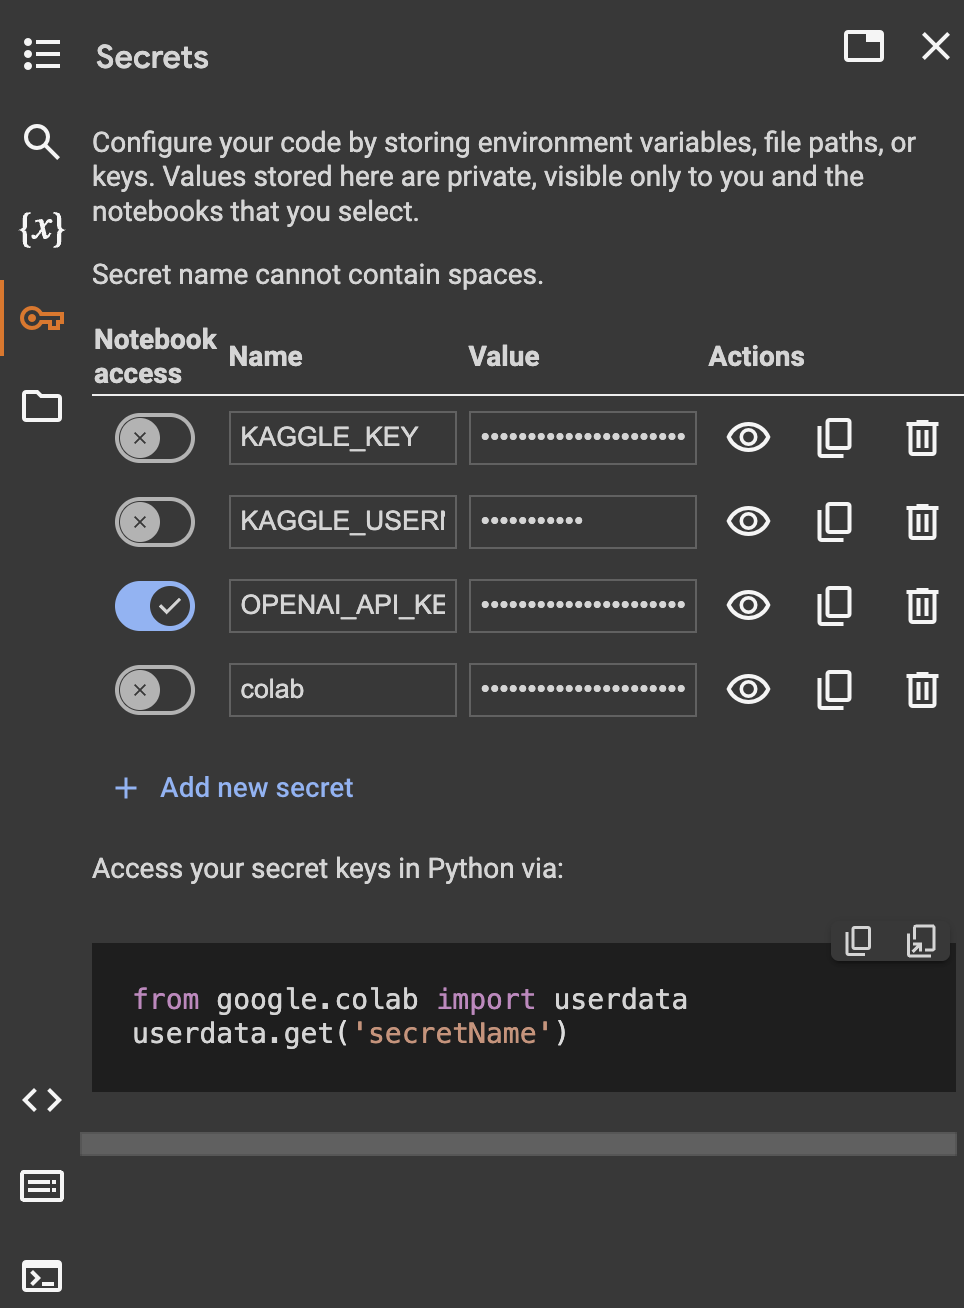 Secrets
Configure your code by storing environment variables, file paths, or
keys. Values stored here are private, visible only to you and the
notebooks that you select.
Secret name cannot contain spaces.
Notebook access Name Value Actions
KAGGLE_KEY •••••••••••••••••••••
KAGGLE_USER •••••••••••
OPENAI_API_KE •••••••••••••••••••••
colab •••••••••••••••••••••
+ Add new secret
Access your secret keys in Python via:
from google.colab import userdata
userdata.get('secretName')
{x}